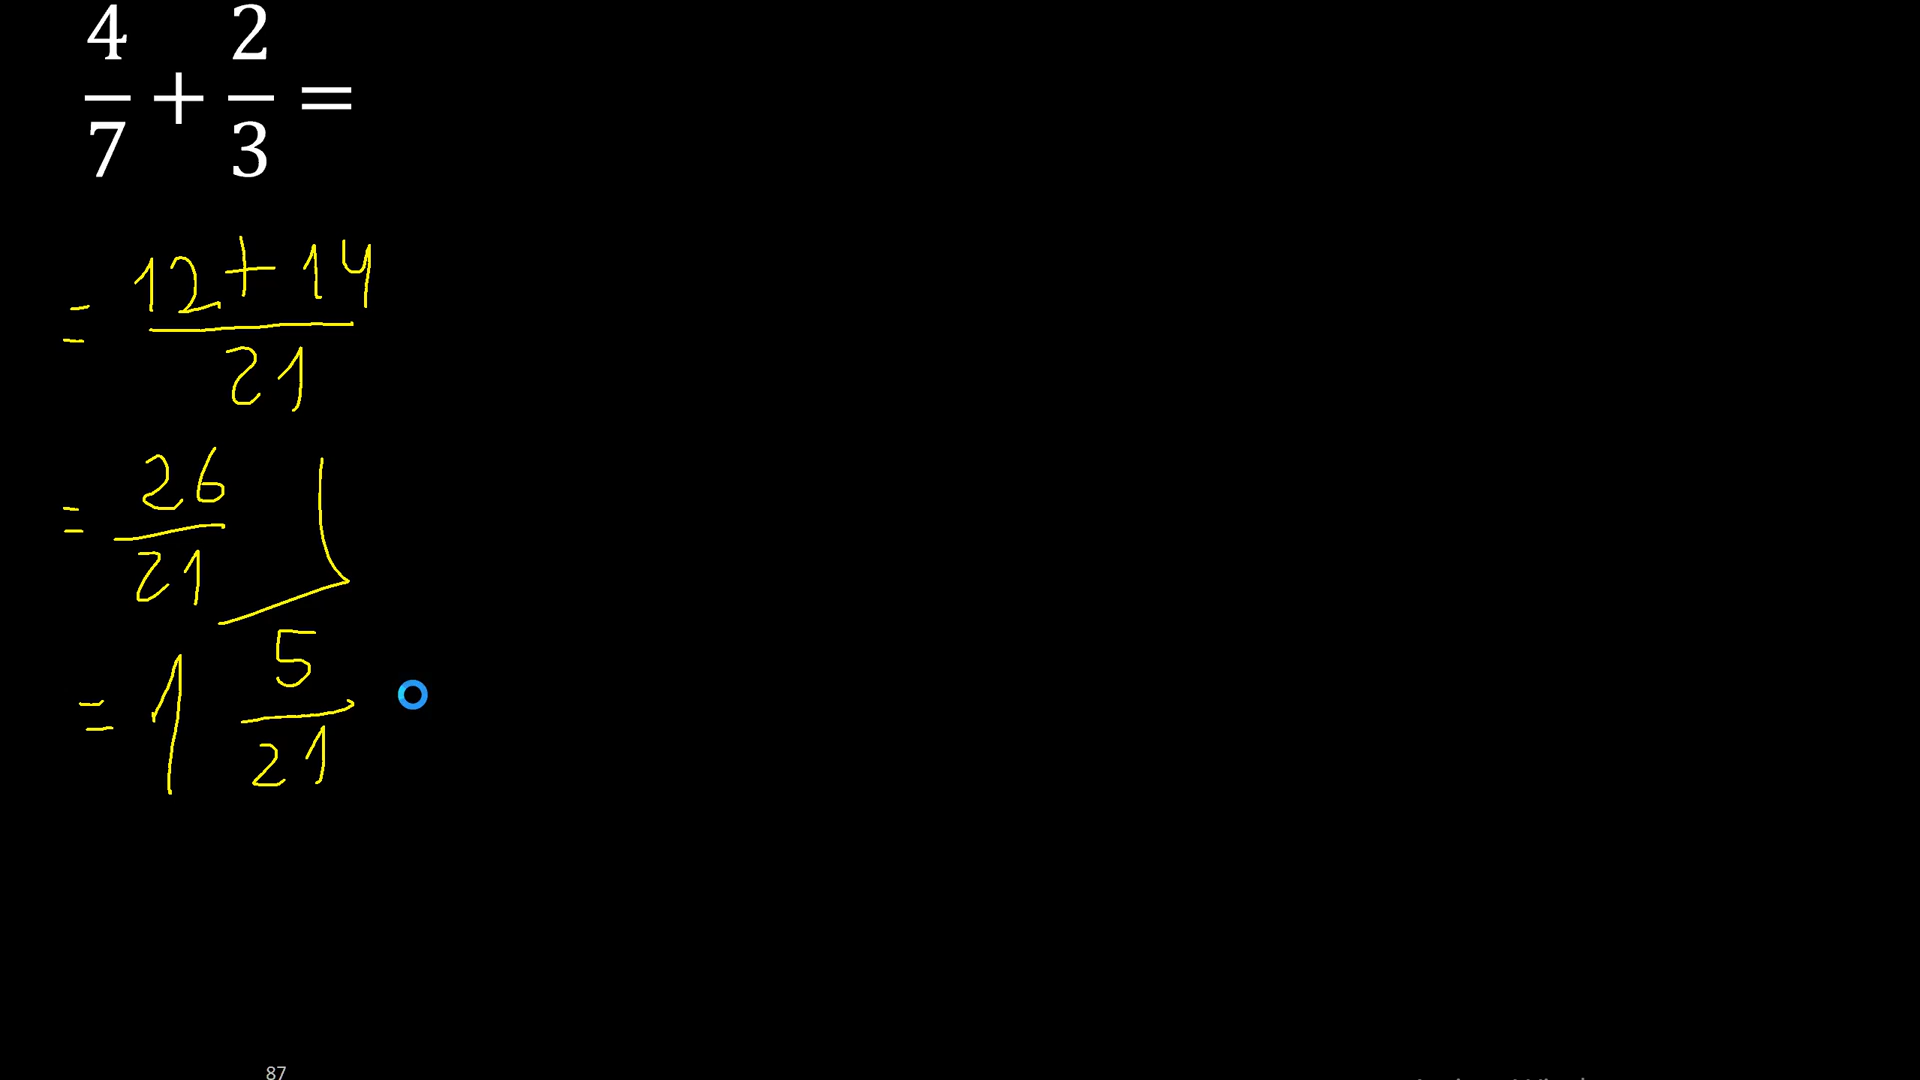 4/7 + 2/3 =
= 12+14/21
= 26/21
= 1 5/21
87